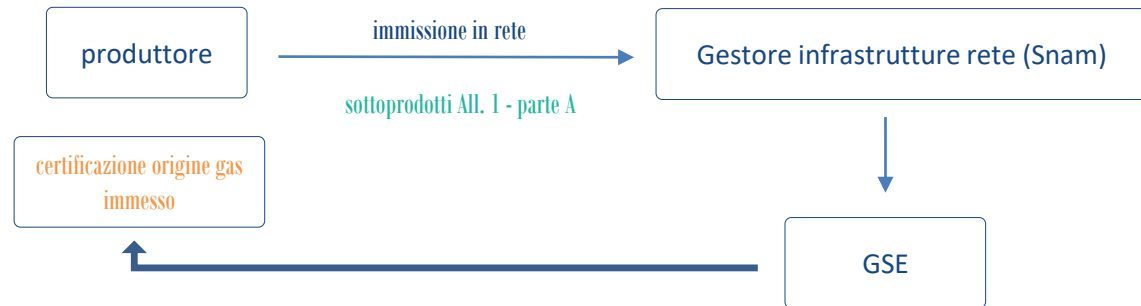 produttore
immissione in rete
Gestore infrastrutture rete (Snam)
sottoprodotti All. 1 - parte A
certificazione origine gas
immesso
GSE